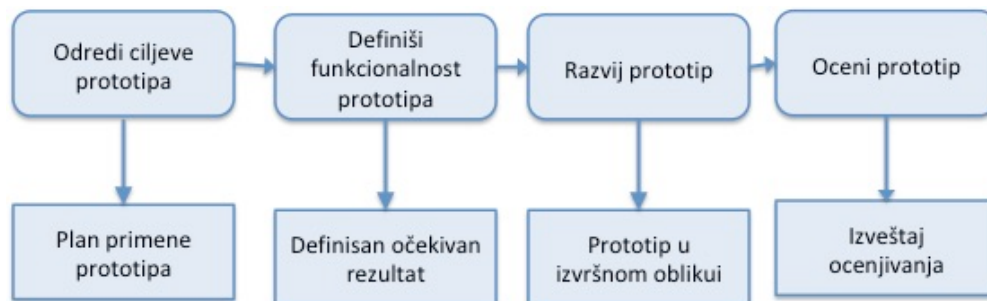 Odredi ciljeve
prototipa
Definiši
funkcionalnost
prototipa
Razvij prototip
Oceni prototip
Plan primene
prototipa
Definisan očekivan
rezultat
Prototip u
izvršnom oblikui
Izveštaj
ocenjivanja